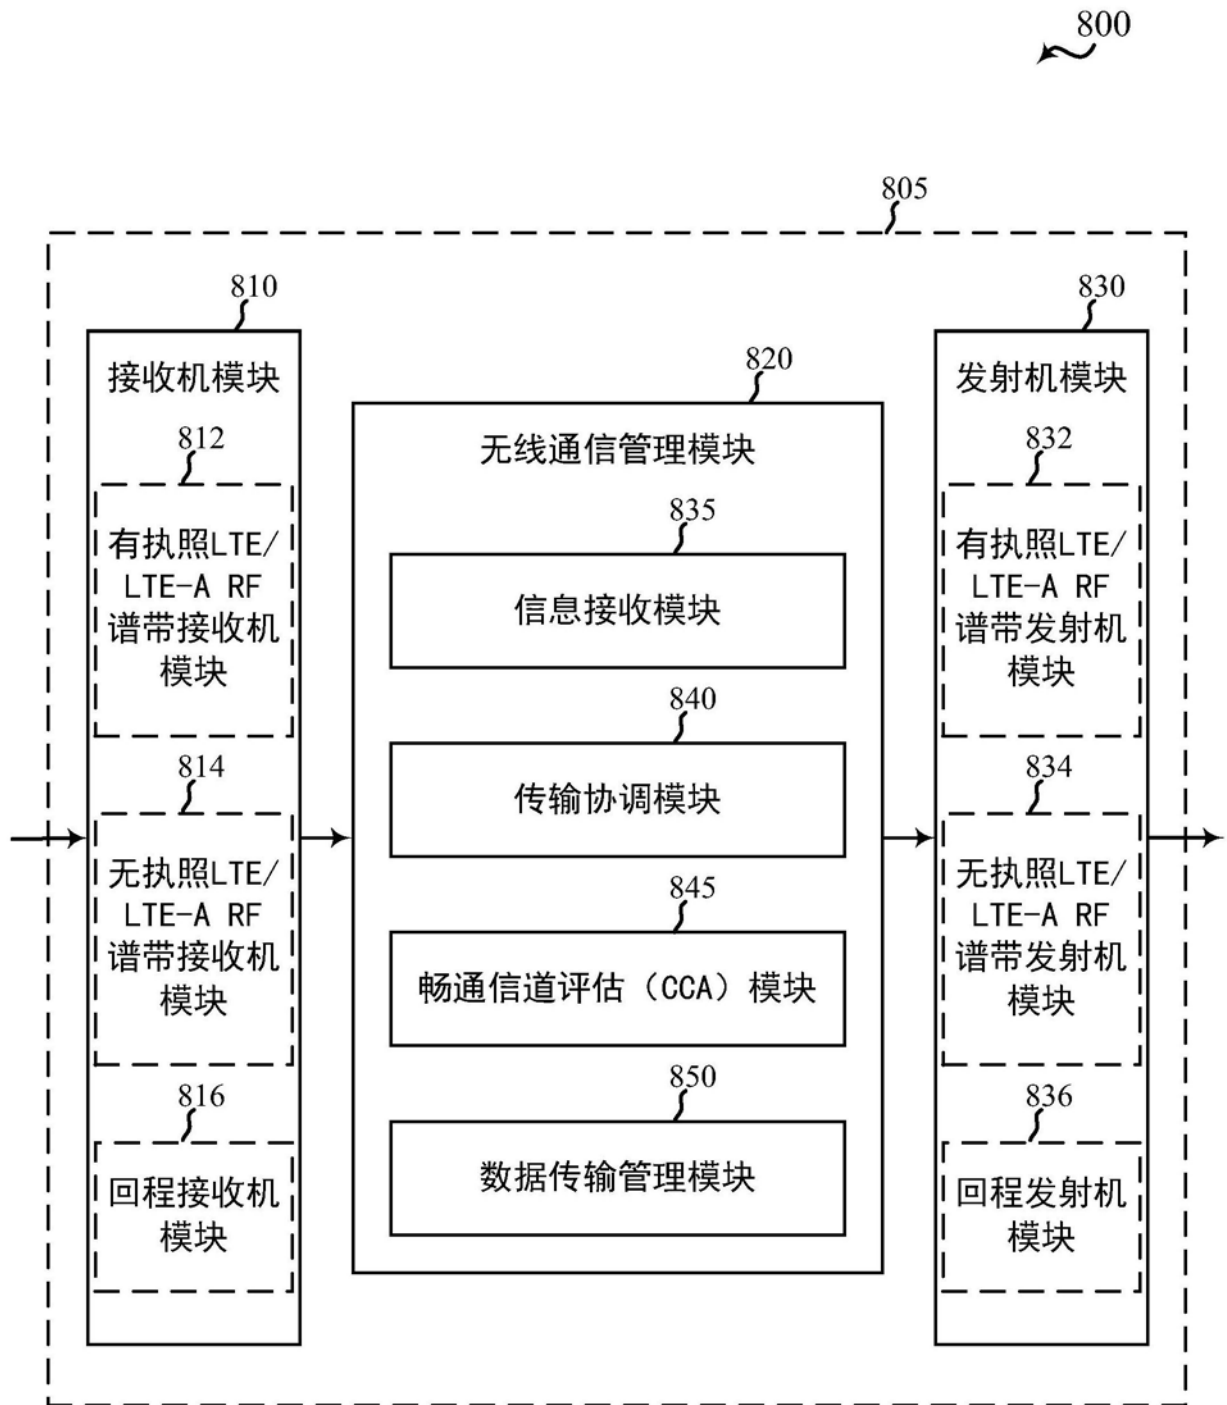 800
805
810
接收机模块
812
有执照LTE/
LTE-A RF
谱带接收机
模块
814
无执照LTE/
LTE-A RF
谱带接收机
模块
816
回程接收机
模块
820
无线通信管理模块
835
信息接收模块
840
传输协调模块
845
畅通信道评估（CCA）模块
850
数据传输管理模块
830
发射机模块
832
有执照LTE/
LTE-A RF
谱带发射机
模块
834
无执照LTE/
LTE-A RF
谱带发射机
模块
836
回程发射机
模块